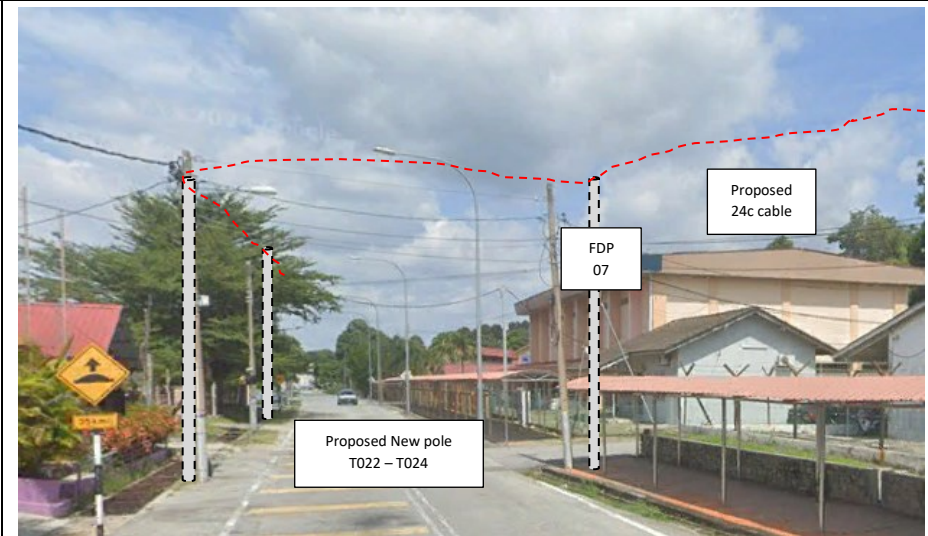 Proposed
24c cable
FDP
07
Proposed New pole
T022 – T024